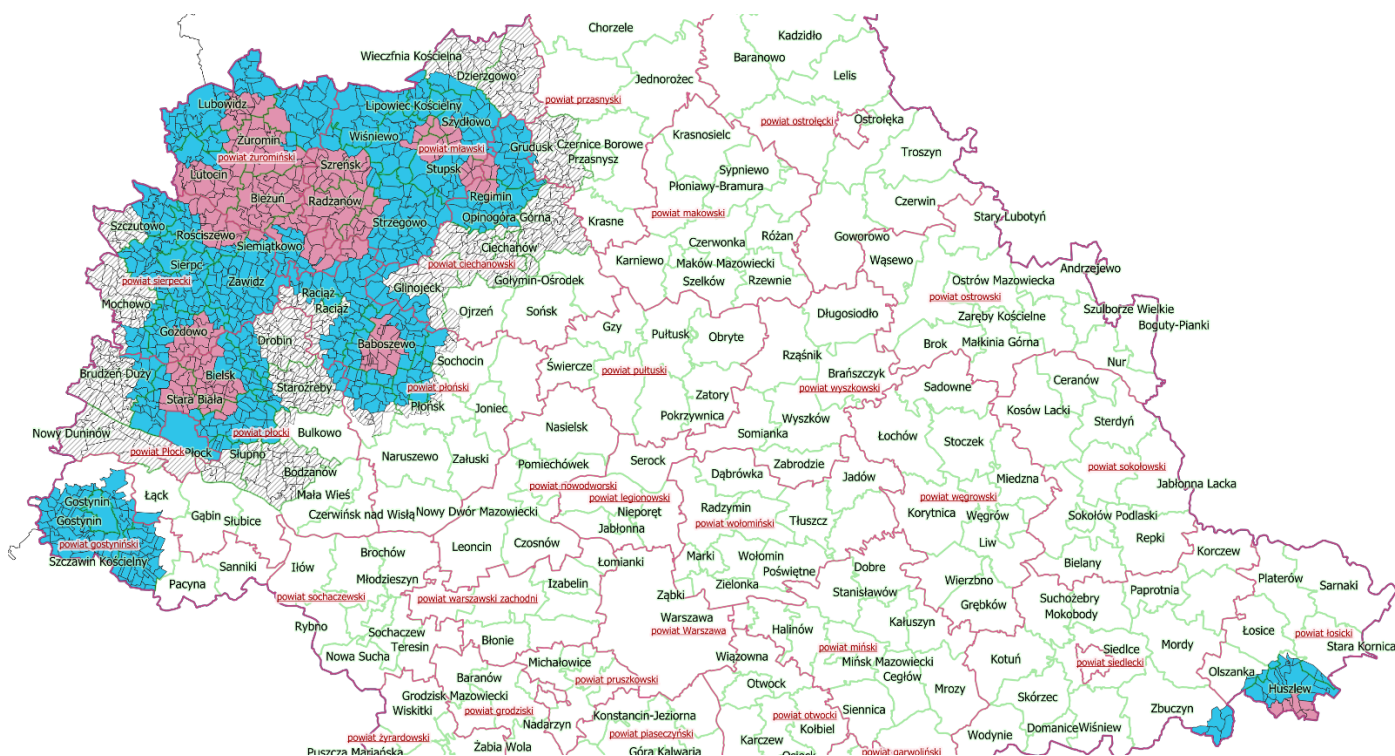 Chorzele
Kadzidło
Wieczfnia Kościelna
Baranowo
Dzierzgowo
Jednorożec
Lelis
Lubowidz
Lipowiec Kościelny
powiat przasnyski
Szydłowo
powiat ostrołęcki
Ostrołęka
Żuromin
Wiśniewo
Krasnosielc
powiat żuromiński
powiat mławski
Grudusk
Czernice Borowe
Przasnysz
Troszyn
Lutocin
Szreńsk
Stupsk
Sypniewo
Płoniawy-Bramura
Bieżuń
Radzanów
Regimin
Czerwin
Szczutowo
Rościszewo
Strzegowo
Opinogóra Górna
Krasne
powiat makowski
Stary Lubotyń
Siemiątkowo
Ciechanów
Czerwonka
Różan
Goworowo
Sierpc
powiat ciechanowski
Karniewo
Maków Mazowiecki
Wąsewo
Andrzejewo
powiat sierpecki
Zawidz
Glinojeck
Gołymin-Ośrodek
Szelków
Rzewnie
Ostrów Mazowiecka
powiat ostrowski
Mochowo
Raciąż
Raciąż
Ojrzeń
Sońsk
Długosiodło
Szulborze Wielkie
Zaręby Kościelne
Boguty-Pianki
Gozdowo
Drobin
Baboszewo
Gzy
Pułtusk
Obryte
Brok
Małkinia Górna
Sochocin
Rząśnik
Nur
Brudzeń Duży
Bielsk
Staroźreby
powiat płoński
Świercze
powiat pułtuski
Brańszczyk
powiat wyszkowski
Sadowne
Ceranów
Stara Biała
Płońsk
Joniec
Zatory
Kosów Lacki
Pokrzywnica
Wyszków
Sterdyń
Nowy Duninów
powiat płocki
Bulkowo
Nasielsk
Somianka
Łochów
Stoczek
powiat Płock
Płock
Słupno
Naruszewo
Załuski
Pomiechówek
Serock
Dąbrówka
Zabrodzie
Jadów
powiat sokołowski
Bodzanów
powiat nowodworski
Miedzna
Jabłonna Lacka
Gostynin
Łąck
Mała Wieś
powiat legionowski
powiat węgrowski
Gostynin
Gąbin
Słubice
Czerwińsk nad Wisłą
Nowy Dwór Mazowiecki
Nieporęt
Jabłonna
Radzymin
powiat wołomiński
Tłuszcz
Korytnica
Węgrów
Sokołów Podlaski
Repki
powiat gostyniński
Szczawin Kościelny
Sanniki
Brochów
Leoncin
Czosnów
Łomianki
Marki
Wołomin
Poświętne
Liw
Bielany
Korczew
Pacyna
Iłów
Młodzieszyn
Izabelin
Zielonka
Dobre
Wierzbno
Platerów
Sarnaki
powiat sochaczewski
powiat warszawski zachodni
Ząbki
Stanisławów
Grębków
Suchożebry
Mokobody
Paprotnia
Rybno
Sochaczew
Teresin
Błonie
Warszawa
powiat Warszawa
Halinów
Kałuszyn
Łosice
powiat łosicki
Nowa Sucha
Michałowice
Wiązowna
powiat miński
Mińsk Mazowiecki
Cegłów
Kotuń
Siedlce
powiat siedlecki
Mordy
Stara Kornica
Baranów
powiat pruszkowski
Otwock
Olszanka
Grodzisk Mazowiecki
Wiskitki
powiat grodziski
Nadarzyn
Konstancin-Jeziorna
powiat piaseczyński
powiat otwocki
Kołbiel
Siennica
Mrozy
Skórzec
Huszlew
Zbuczyn
powiat żyrardowski
Puszcza Mariańska
Żabia Wola
Góra Kalwaria
Karczew
powiat garwoliński
Wodynie
Domanice
Wiśniew